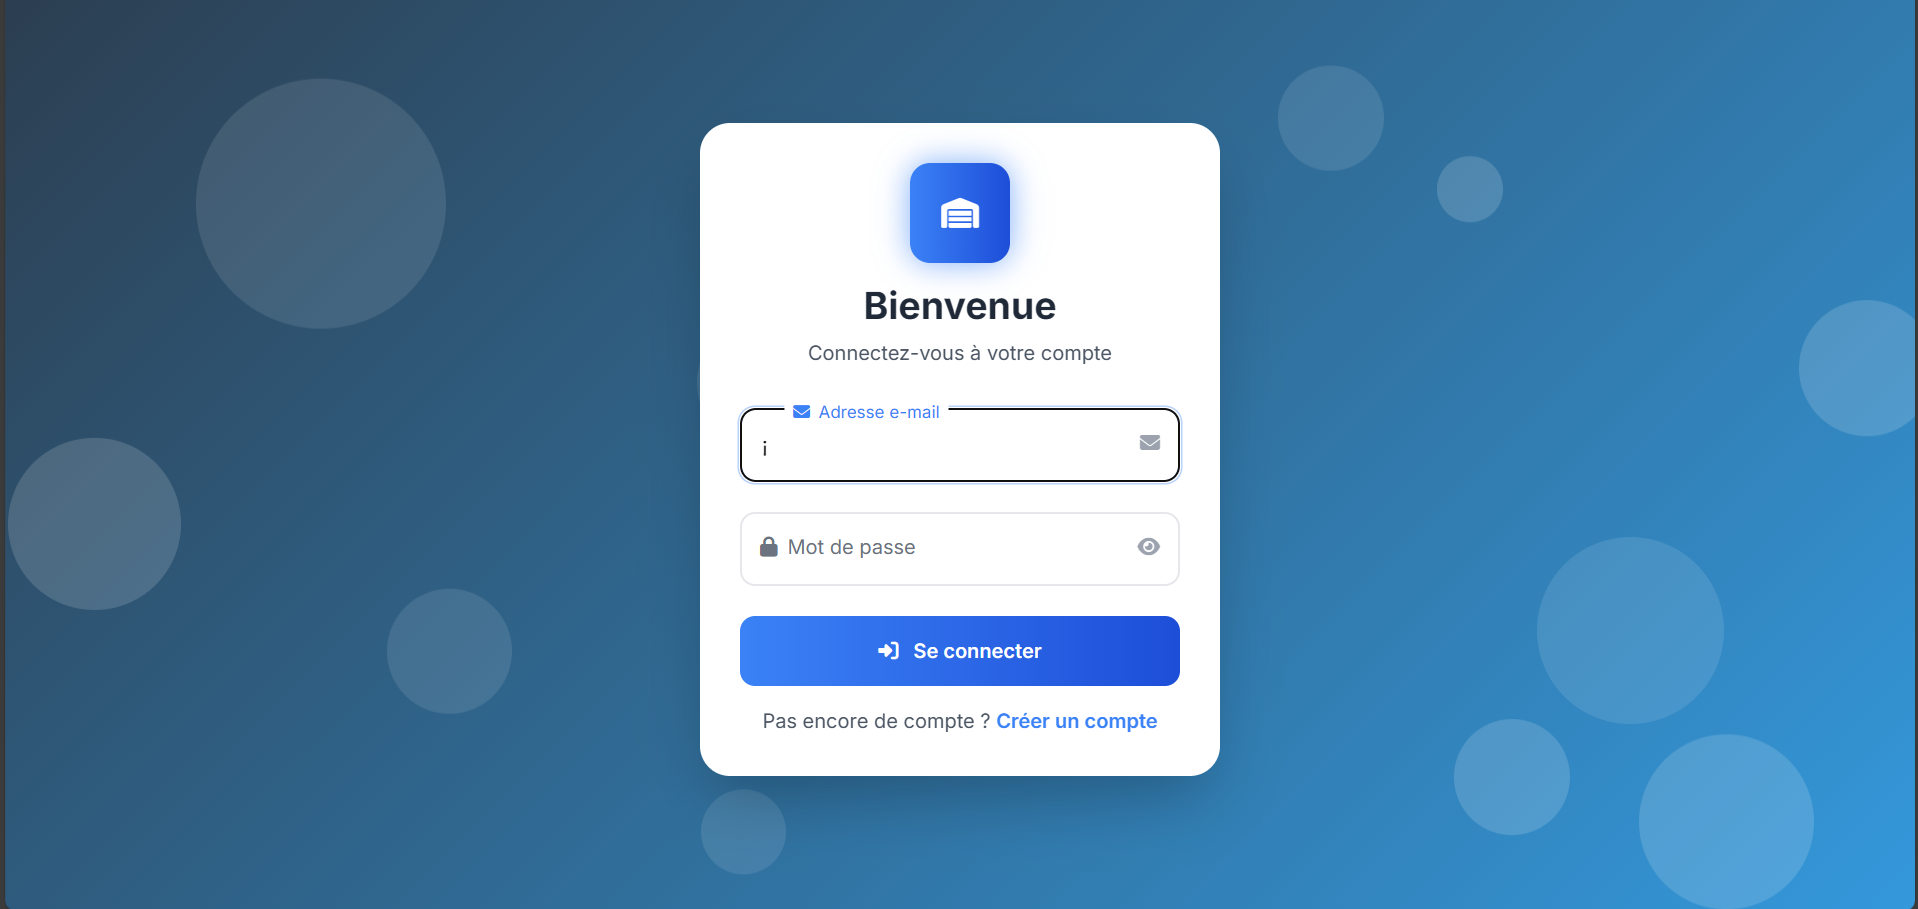 Bienvenue
Connectez-vous à votre compte
Adresse e-mail
i
Mot de passe
Se connecter
Pas encore de compte ? Créer un compte